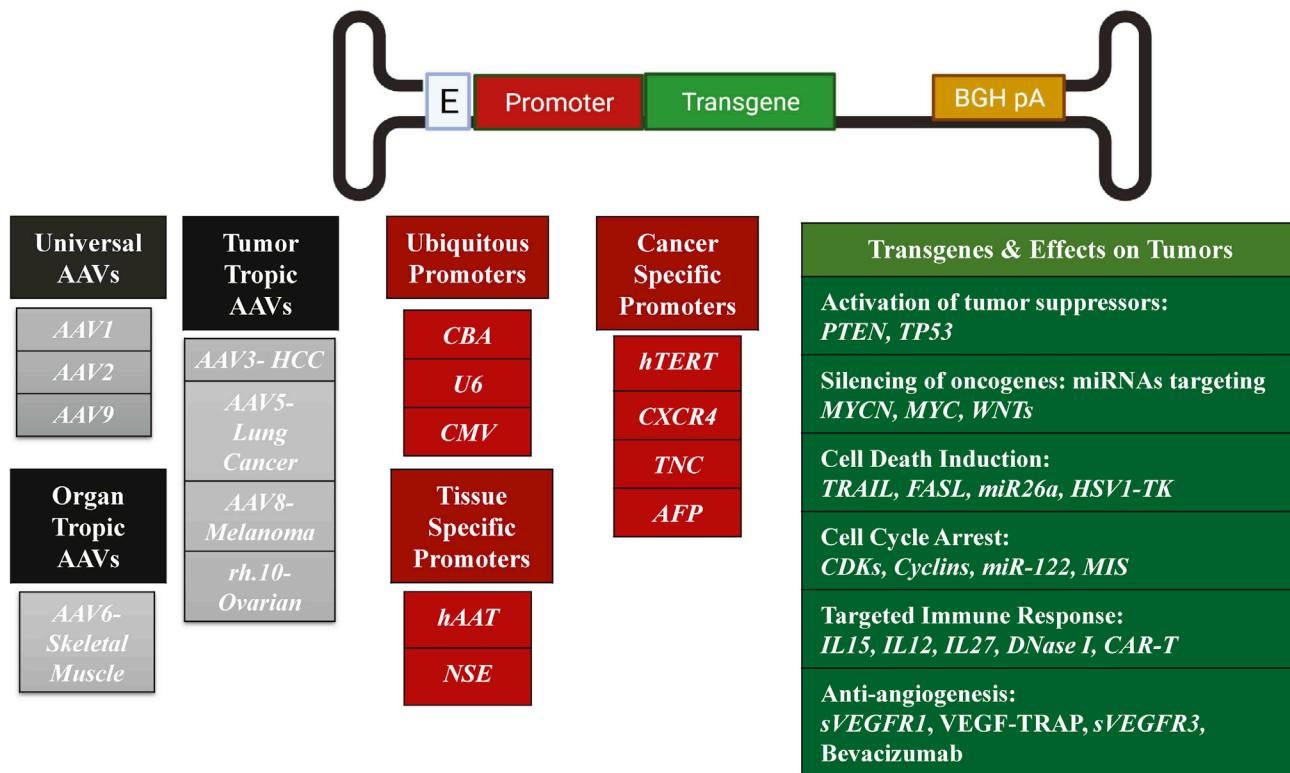 E
Promoter
Transgene
BGH pA
Universal
AAVs
AAV1
AAV2
AAV9
Organ
Tropic
AAVs
AAV6-
Skeletal
Muscle
Tumor
Tropic
AAVs
AAV3- HCC
AAV5-
Lung
Cancer
AAV8-
Melanoma
rh.10-
Ovarian
Ubiquitous
Promoters
CBA
U6
CMV
Tissue
Specific
Promoters
hAAT
NSE
Cancer
Specific
Promoters
hTERT
CXCR4
TNC
AFP
Transgenes & Effects on Tumors
Activation of tumor suppressors:
PTEN, TP53
Silencing of oncogenes: miRNAs targeting
MYCN, MYC, WNTs
Cell Death Induction:
TRAIL, FASL, miR26a, HSV1-TK
Cell Cycle Arrest:
CDKs, Cyclins, miR-122, MIS
Targeted Immune Response:
IL15, IL12, IL27, DNase I, CAR-T
Anti-angiogenesis:
sVEGFR1, VEGF-TRAP, sVEGFR3,
Bevacizumab